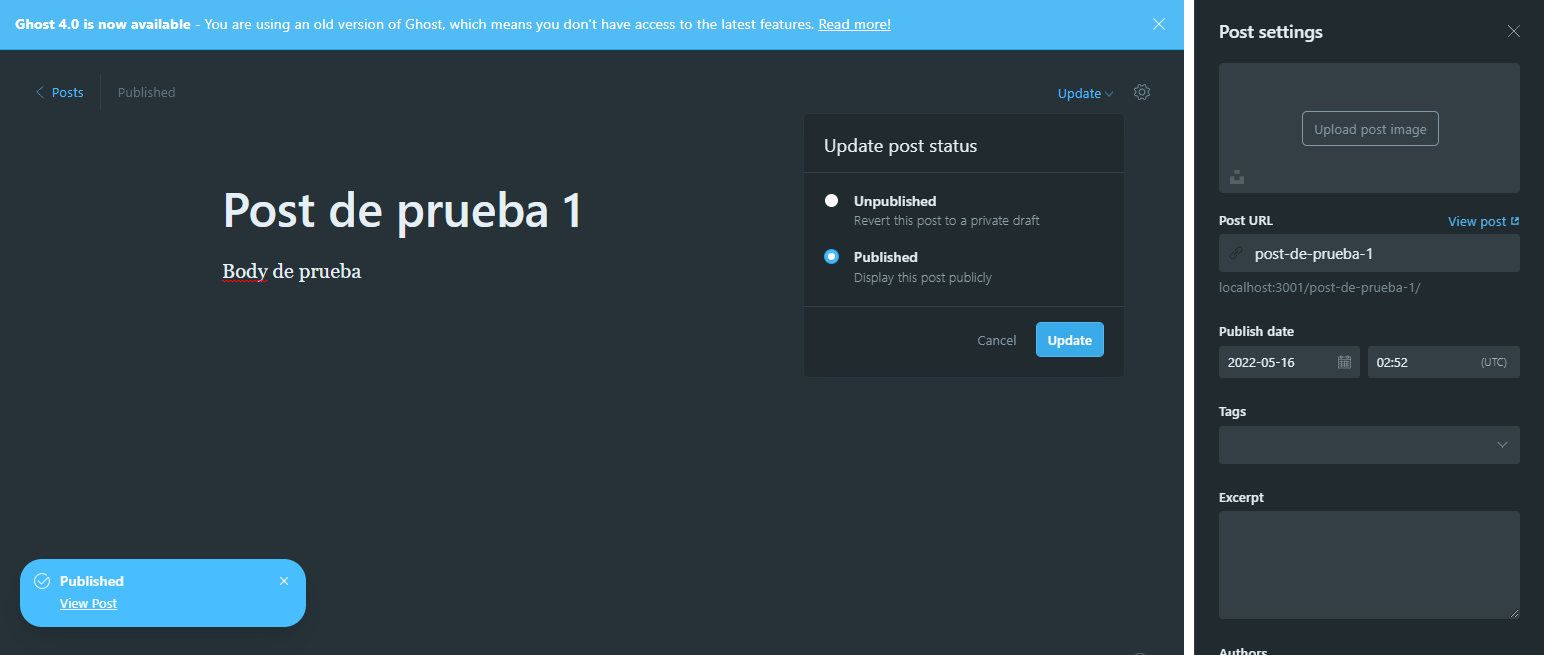 Ghost 4.0 is now available - You are using an old version of Ghost, which means you don't have access to the latest features. Read more!
Posts
Published
Update
Update post status
Unpublished
Revert this post to a private draft
Published
Display this post publicly
Cancel
Update
Post de prueba 1
Body de prueba
Published
View Post
Post settings
Upload post image
Post URL
View post
post-de-prueba-1
localhost:3001/post-de-prueba-1/
Publish date
2022-05-16
02:52
(UTC)
Tags
Excerpt
Authors